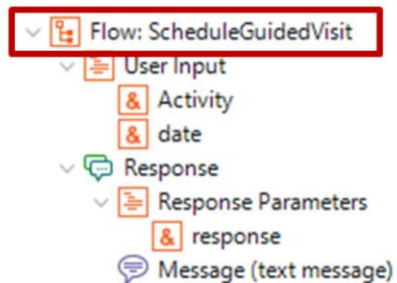 Flow: ScheduleGuidedVisit
User Input
& Activity
& date
Response
Response Parameters
& response
Message (text message)